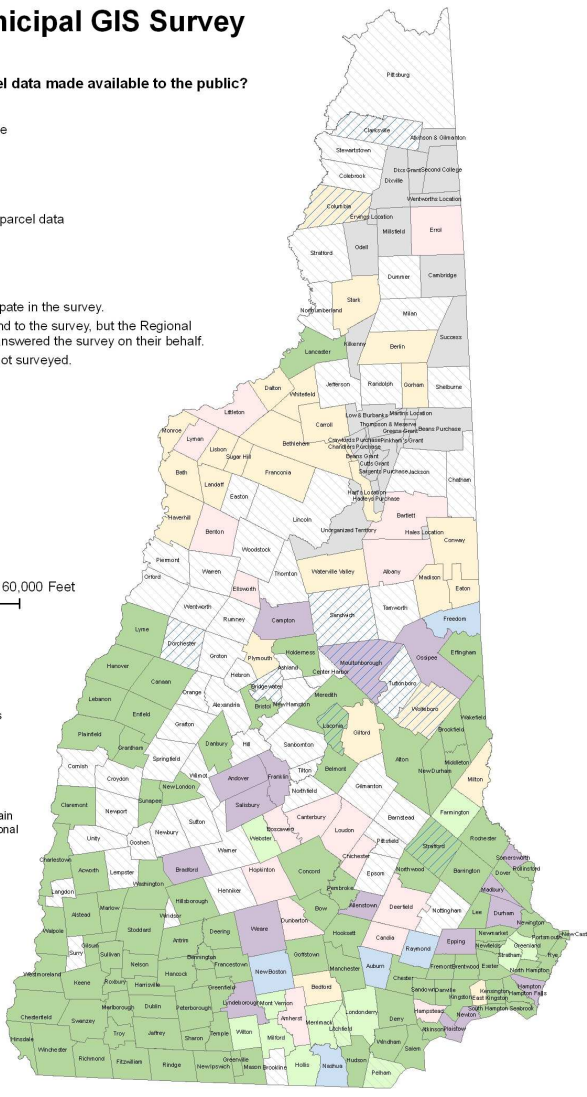 nicipal GIS Survey
el data made available to the public?
e
parcel data
pate in the survey.
nd to the survey, but the Regional
nswered the survey on their behalf.
ot surveyed.
60,000 Feet
s
ain
onal
Pittsburg
Clarksville
Atkinson & Gilmanton
Stewartstown
Dixs Grant
Second College
Colebrook
Dixville
Wentworths Location
Columbia
Ervings Location
Errol
Millsfield
Odell
Stratford
Dummer
Cambridge
Stark
Northumberland
Milan
Success
Kilkenny
Berlin
Lancaster
Jefferson
Randolph
Gorham
Shelburne
Dalton
Whitefield
Littleton
Low & Burbanks
Martins Location
Carroll
Thompson & Meserve
Greens Grant
Beans Purchase
Monroe
Lyman
Bethlehem
Crawfords Purchase
Pinkham's Grant
Chandlers Purchase
Lisbon
Sugar Hill
Beans Grant
Cutts Grant
Bath
Franconia
Sargents Purchase
Jackson
Landaff
Chatham
Easton
Hart's Location
Hadleys Purchase
Haverhill
Lincoln
Bartlett
Benton
Unorganized Territory
Hales Location
Conway
Woodstock
Piermont
Warren
Thornton
Waterville Valley
Albany
Orford
Madison
Ellsworth
Eaton
Wentworth
Sandwich
Tamworth
Rumney
Campton
Freedom
Lyme
Dorchester
Holderness
Ossipee
Effingham
Groton
Plymouth
Moultonborough
Hanover
Ashland
Center Harbor
Canaan
Hebron
Tuftonboro
Bridgewater
Orange
Meredith
Lebanon
Alexandria
Bristol
New Hampton
Wolfeboro
Enfield
Wakefield
Grafton
Laconia
Brookfield
Plainfield
Gilford
Grantham
Danbury
Hill
Sanbornton
Springfield
Alton
Middleton
Cornish
Belmont
New Durham
Tilton
Milton
Croydon
Wilmot
Andover
Franklin
New London
Northfield
Gilmanton
Claremont
Sunapee
Salisbury
Newport
Farmington
Sutton
Canterbury
Barnstead
Unity
Newbury
Boscawen
Loudon
Rochester
Goshen
Webster
Pittsfield
Strafford
Warner
Chichester
Charlestown
Somersworth
Acworth
Lempster
Bradford
Hopkinton
Concord
Epsom
Northwood
Barrington
Dover
Rollinsford
Washington
Pembroke
Langdon
Henniker
Madbury
Hillsborough
Allenstown
Deerfield
Nottingham
Lee
Durham
Alstead
Marlow
Windsor
Bow
Dunbarton
Newington
Walpole
Stoddard
Deering
Weare
Hooksett
Candia
Epping
Newmarket
Portsmouth
New Castle
Surry
Gilsum
Sullivan
Antrim
Raymond
Newfields
Greenland
Rye
Bennington
Francestown
Goffstown
Stratham
Westmoreland
Nelson
Hancock
New Boston
Manchester
Auburn
Fremont
Brentwood
Exeter
North Hampton
Keene
Roxbury
Harrisville
Greenfield
Bedford
Chester
Sandown
Danville
Kensington
Hampton
Kingston
East Kingston
Hampton Falls
Chesterfield
Marlborough
Dublin
Peterborough
Lyndeborough
Mont Vernon
Londonderry
Hampstead
South Hampton
Seabrook
Swanzey
Amherst
Merrimack
Litchfield
Derry
Newton
Hinsdale
Troy
Jaffrey
Sharon
Temple
Wilton
Milford
Atkinson
Plaistow
Winchester
Windham
Salem
Richmond
Fitzwilliam
Rindge
Greenville
New Ipswich
Mason
Brookline
Hollis
Nashua
Hudson
Pelham